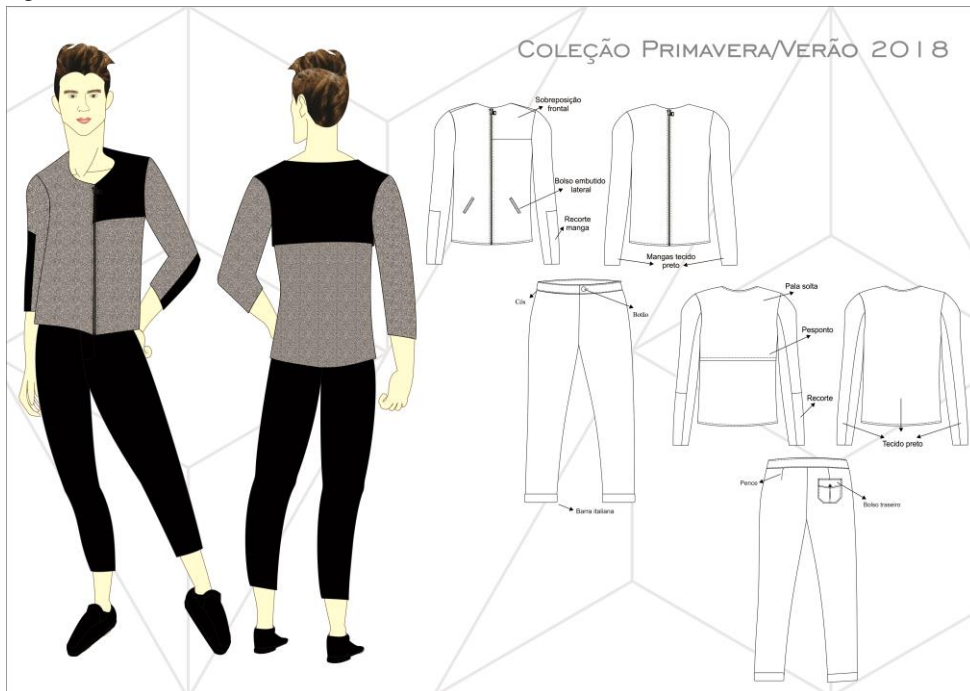 COLEÇÃO PRIMAVERA/VERÃO 2018
Sobreposição
frontal
Bolso embutido
lateral
Recorte
manga
Mangas tecido
preto
Cós
Botão
Barra italiana
Pala solta
Pesponto
Recorte
Tecido preto
Pence
Bolso traseiro